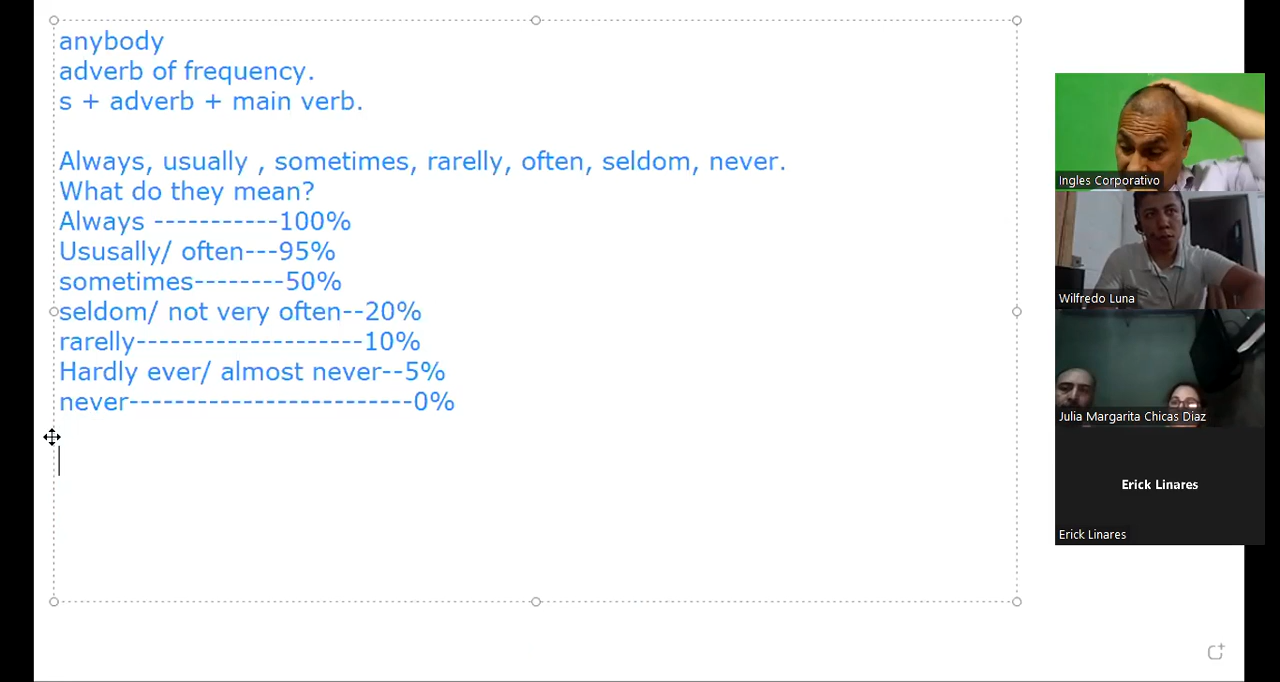 anybody
adverb of frequency.
s + adverb + main verb.
Always, usually , sometimes, rarelly, often, seldom, never.
What do they mean?
Always -----------100%
Ususally/ often---95%
sometimes--------50%
seldom/ not very often--20%
rarelly--------------------10%
Hardly ever/ almost never--5%
never-------------------------0%
Ingles Corporativo
Wilfredo Luna
Julia Margarita Chicas Diaz
Erick Linares
Erick Linares